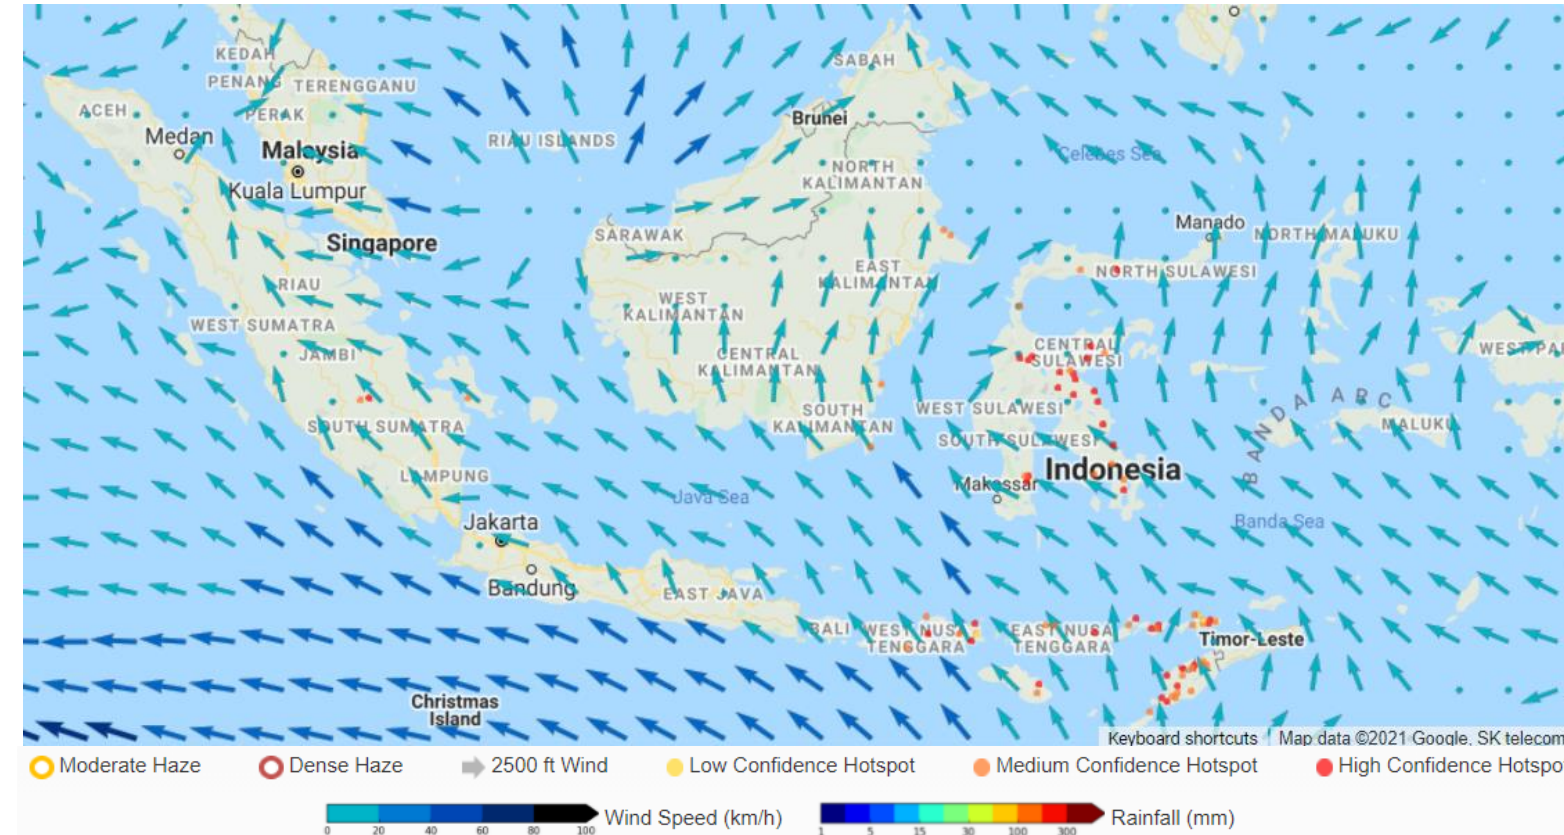 KEDAH
PENANG TERENGGANU
SABAH
ACEH
PERAK
Brunei
Medan
Malaysia
RIAU ISLANDS
Celebes Sea
NORTH
KALIMANTAN
Kuala Lumpur
Manado
SARAWAK
NORTH MALUKU
Singapore
EAST
KALIMANTAN
NORTH SULAWESI
RIAU
WEST
KALIMANTAN
WEST SUMATRA
JAMBI
CENTRAL
SULAWESI
WEST PA
CENTRAL
KALIMANTAN
BANDA ARC
SOUTH
KALIMANTAN
WEST SULAWESI
SOUTH SUMATRA
MALUKU
SOUTH SULAWESI
LAMPUNG
Indonesia
Makassar
Java Sea
Jakarta
Banda Sea
Bandung
EAST JAVA
BALI
WEST NUSA
TENGGARA
EAST NUSA
TENGGARA
Timor-Leste
Christmas
Island
Keyboard shortcuts Map data ©2021 Google, SK telecom
Moderate Haze Dense Haze 2500 ft Wind Low Confidence Hotspot Medium Confidence Hotspot High Confidence Hotspo
0 20 40 60 80 100 Wind Speed (km/h) 1 5 15 30 100 300 Rainfall (mm)